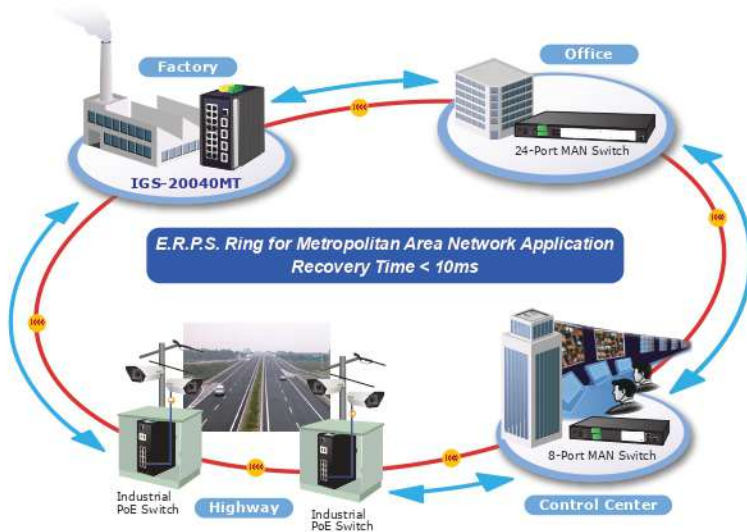 Factory
Office
IGS-20040MT
24-Port MAN Switch
E.R.P.S. Ring for Metropolitan Area Network Application
Recovery Time < 10ms
8-Port MAN Switch
Industrial
PoE Switch
Highway
Industrial
PoE Switch
Control Center